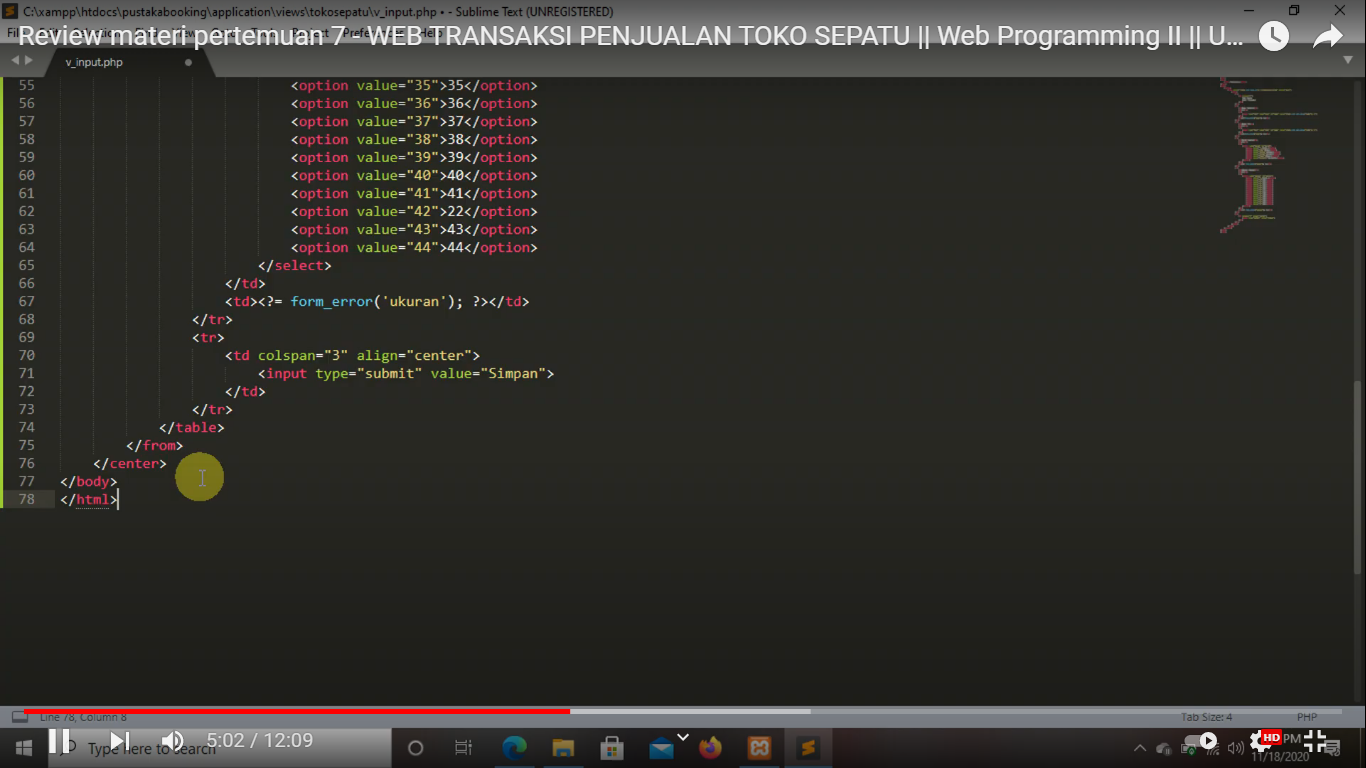 C:\xampp\htdocs\pustakabooking\application\views\tokosepatu\v_input.php • - Sublime Text (UNREGISTERED)
Review materi pertemuan 7 - WEB TRANSAKSI PENJUALAN TOKO SEPATU || Web Programming II || U...
v_input.php
55 <option value="35">35</option>
56 <option value="36">36</option>
57 <option value="37">37</option>
58 <option value="38">38</option>
59 <option value="39">39</option>
60 <option value="40">40</option>
61 <option value="41">41</option>
62 <option value="42">22</option>
63 <option value="43">43</option>
64 <option value="44">44</option>
65 </select>
66 </td>
67 <td><?= form_error('ukuran'); ?></td>
68 </tr>
69 <tr>
70 <td colspan="3" align="center">
71 <input type="submit" value="Simpan">
72 </td>
73 </tr>
74 </table>
75 </from>
76 </center>
77 </body>
78 </html>
Line 78, Column 8 Tab Size: 4 PHP
Type here to search
5:02 / 12:09
HD PM
11/18/2020